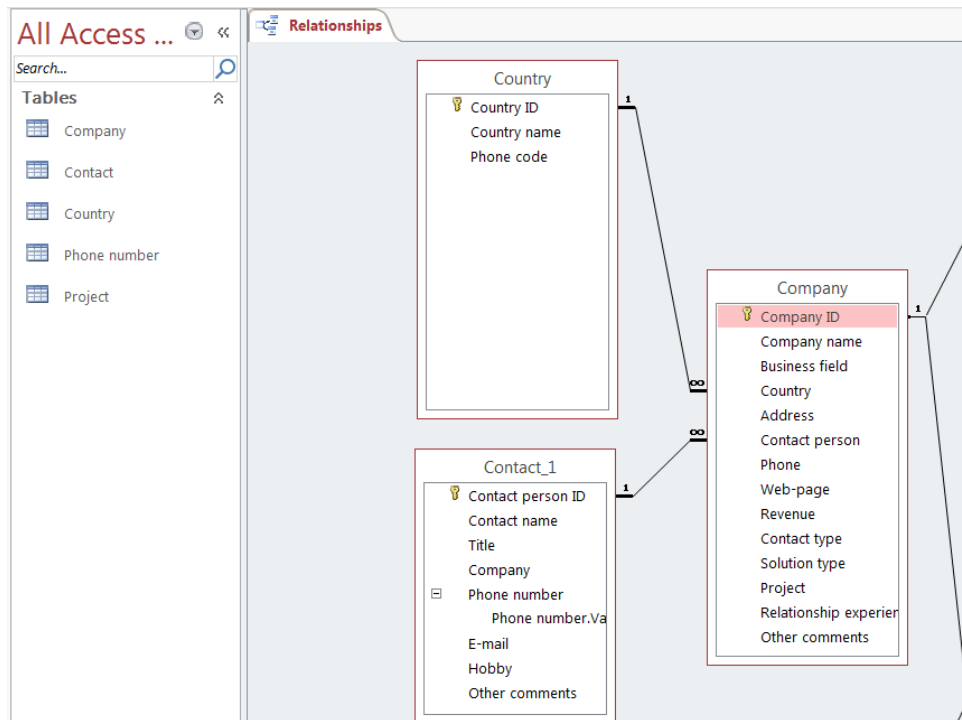 All Access ...
Relationships
Search...
Tables
Company
Contact
Country
Phone number
Project
Country
Country ID
Country name
Phone code
1
∞
Contact_1
Contact person ID
Contact name
Title
Company
Phone number
Phone number.Va
E-mail
Hobby
Other comments
1
∞
Company
Company ID
Company name
Business field
Country
Address
Contact person
Phone
Web-page
Revenue
Contact type
Solution type
Project
Relationship experien
Other comments
1